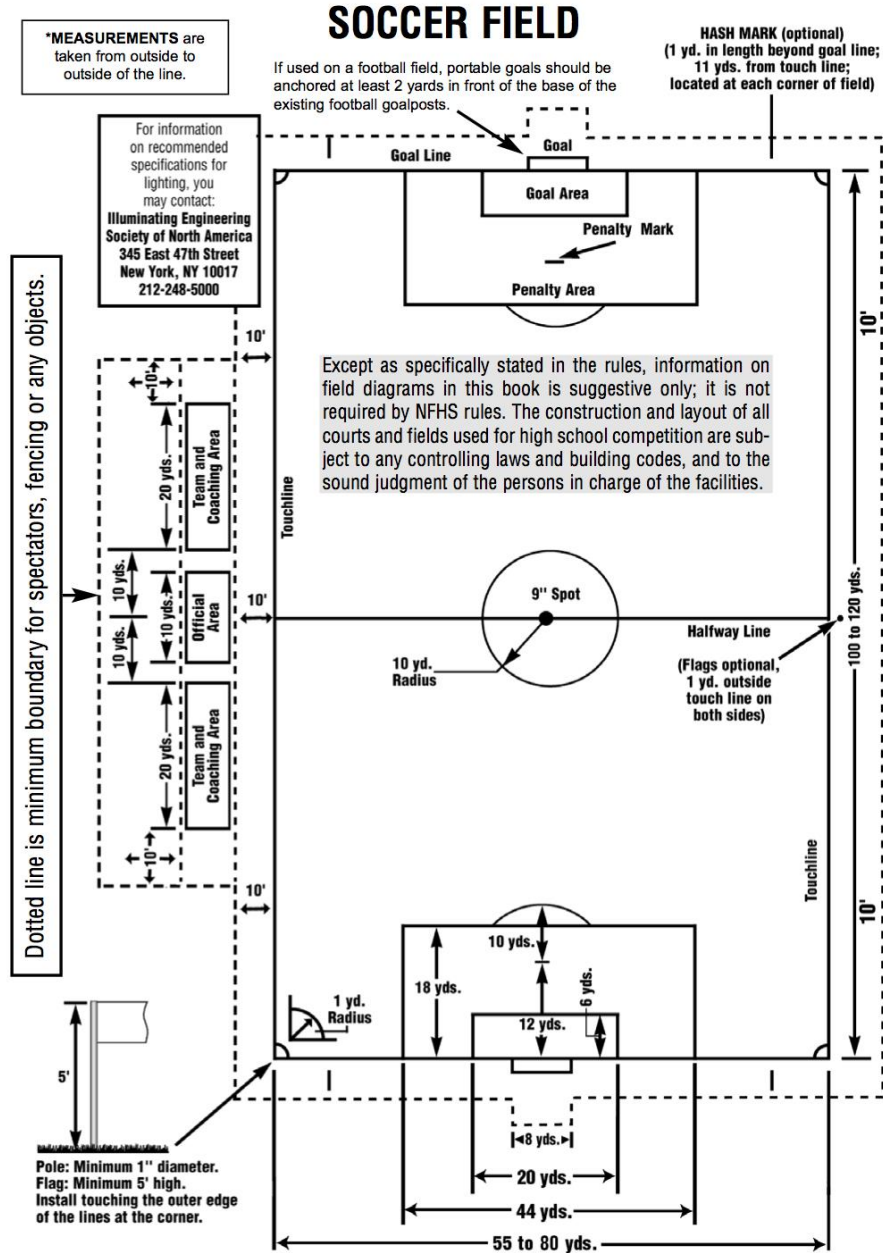 SOCCER FIELD
*MEASUREMENTS are
taken from outside to
outside of the line.
If used on a football field, portable goals should be
anchored at least 2 yards in front of the base of the
existing football goalposts.
HASH MARK (optional)
(1 yd. in length beyond goal line;
11 yds. from touch line;
located at each corner of field)
For information
on recommended
specifications for
lighting, you
may contact:
Illuminating Engineering
Society of North America
345 East 47th Street
New York, NY 10017
212-248-5000
Goal Line
Goal
Goal Area
Penalty Mark
Penalty Area
Dotted line is minimum boundary for spectators, fencing or any objects.
10'
10'
10'
Except as specifically stated in the rules, information on
field diagrams in this book is suggestive only; it is not
required by NFHS rules. The construction and layout of all
courts and fields used for high school competition are sub-
ject to any controlling laws and building codes, and to the
sound judgment of the persons in charge of the facilities.
20 yds.
Team and
Coaching Area
Touchline
10 yds.
10 yds.
Official
Area
10'
9" Spot
Halfway Line
100 to 120 yds.
10 yds.
10 yd.
Radius
(Flags optional,
1 yd. outside
touch line on
both sides)
20 yds.
Team and
Coaching Area
10'
10'
Touchline
10'
10 yds.
18 yds.
12 yds.
6 yds.
1 yd.
Radius
5'
8 yds.
20 yds.
44 yds.
55 to 80 yds.
Pole: Minimum 1" diameter.
Flag: Minimum 5' high.
Install touching the outer edge
of the lines at the corner.